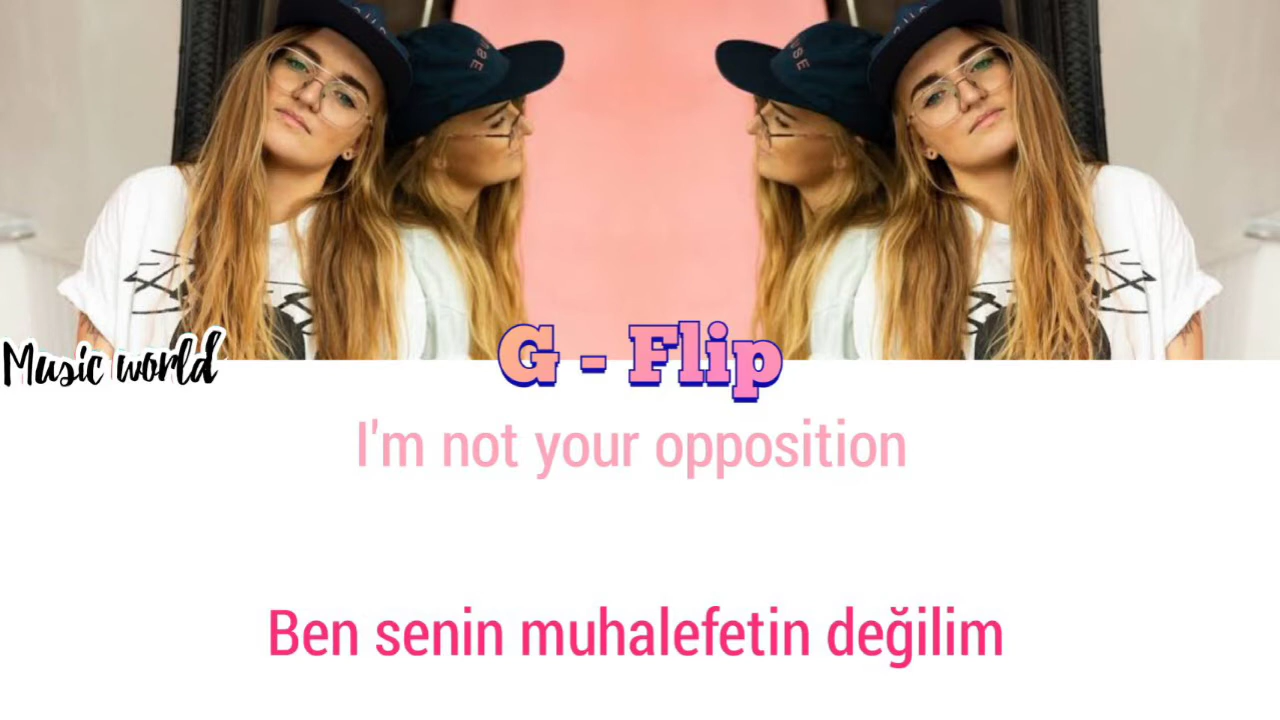 Music world
G - Flip
I'm not your opposition
Ben senin muhalefetin değilim